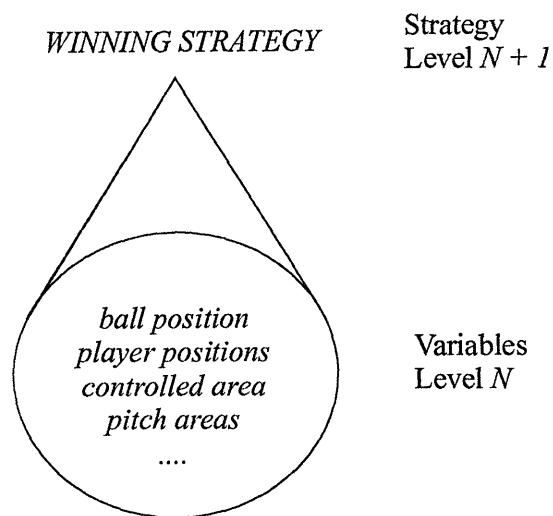 WINNING STRATEGY
Strategy
Level N + 1
ball position
player positions
controlled area
pitch areas
....
Variables
Level N